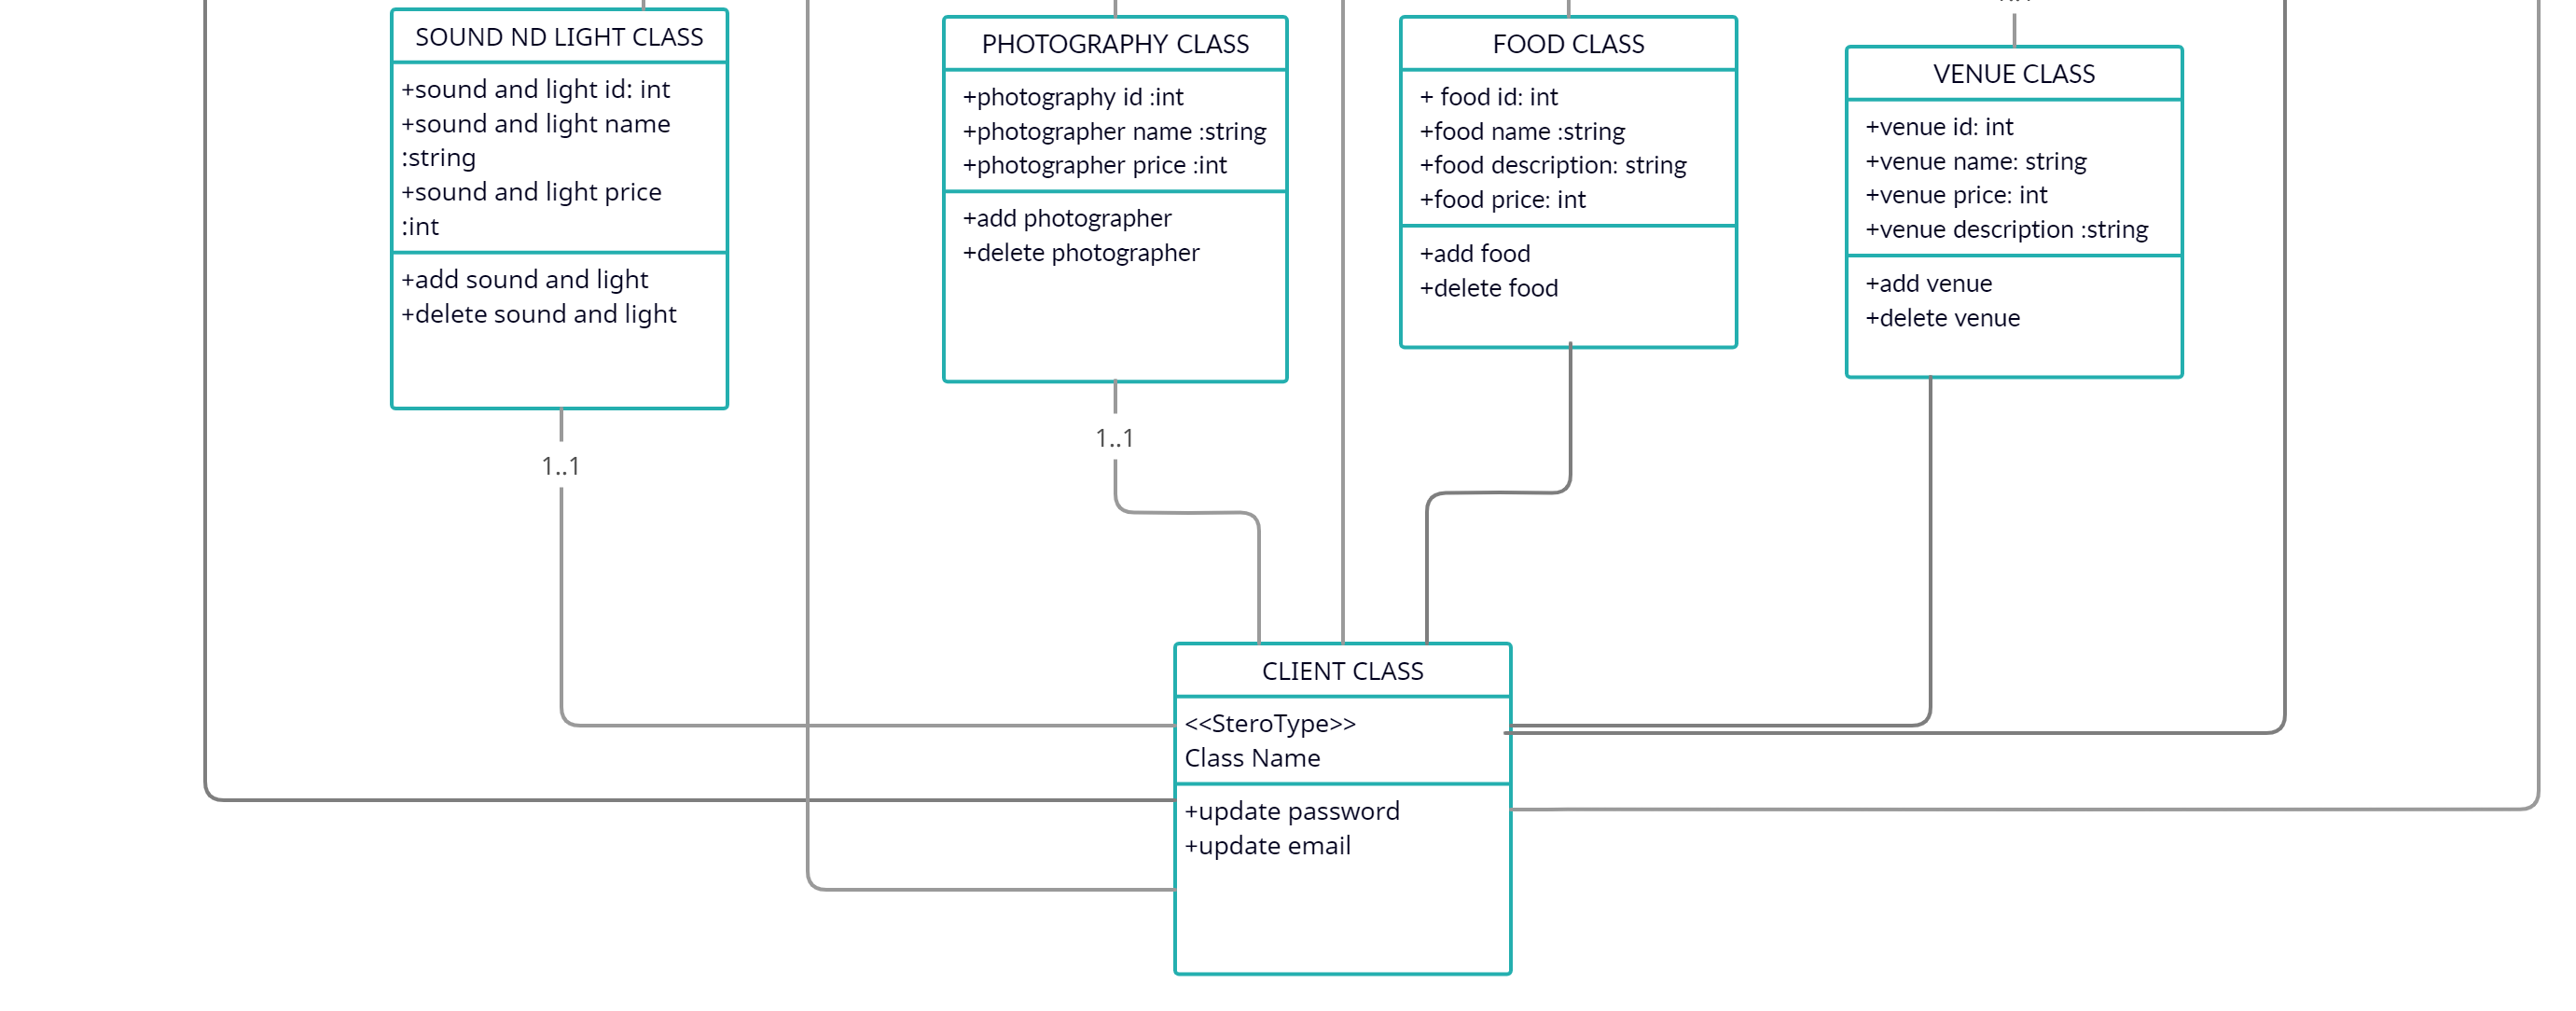 SOUND ND LIGHT CLASS
+sound and light id: int
+sound and light name
:string
+sound and light price
:int
+add sound and light
+delete sound and light
1..1
PHOTOGRAPHY CLASS
+photography id :int
+photographer name :string
+photographer price :int
+add photographer
+delete photographer
1..1
FOOD CLASS
+ food id: int
+food name :string
+food description: string
+food price: int
+add food
+delete food
VENUE CLASS
+venue id: int
+venue name: string
+venue price: int
+venue description :string
+add venue
+delete venue
CLIENT CLASS
<<SteroType>>
Class Name
+update password
+update email